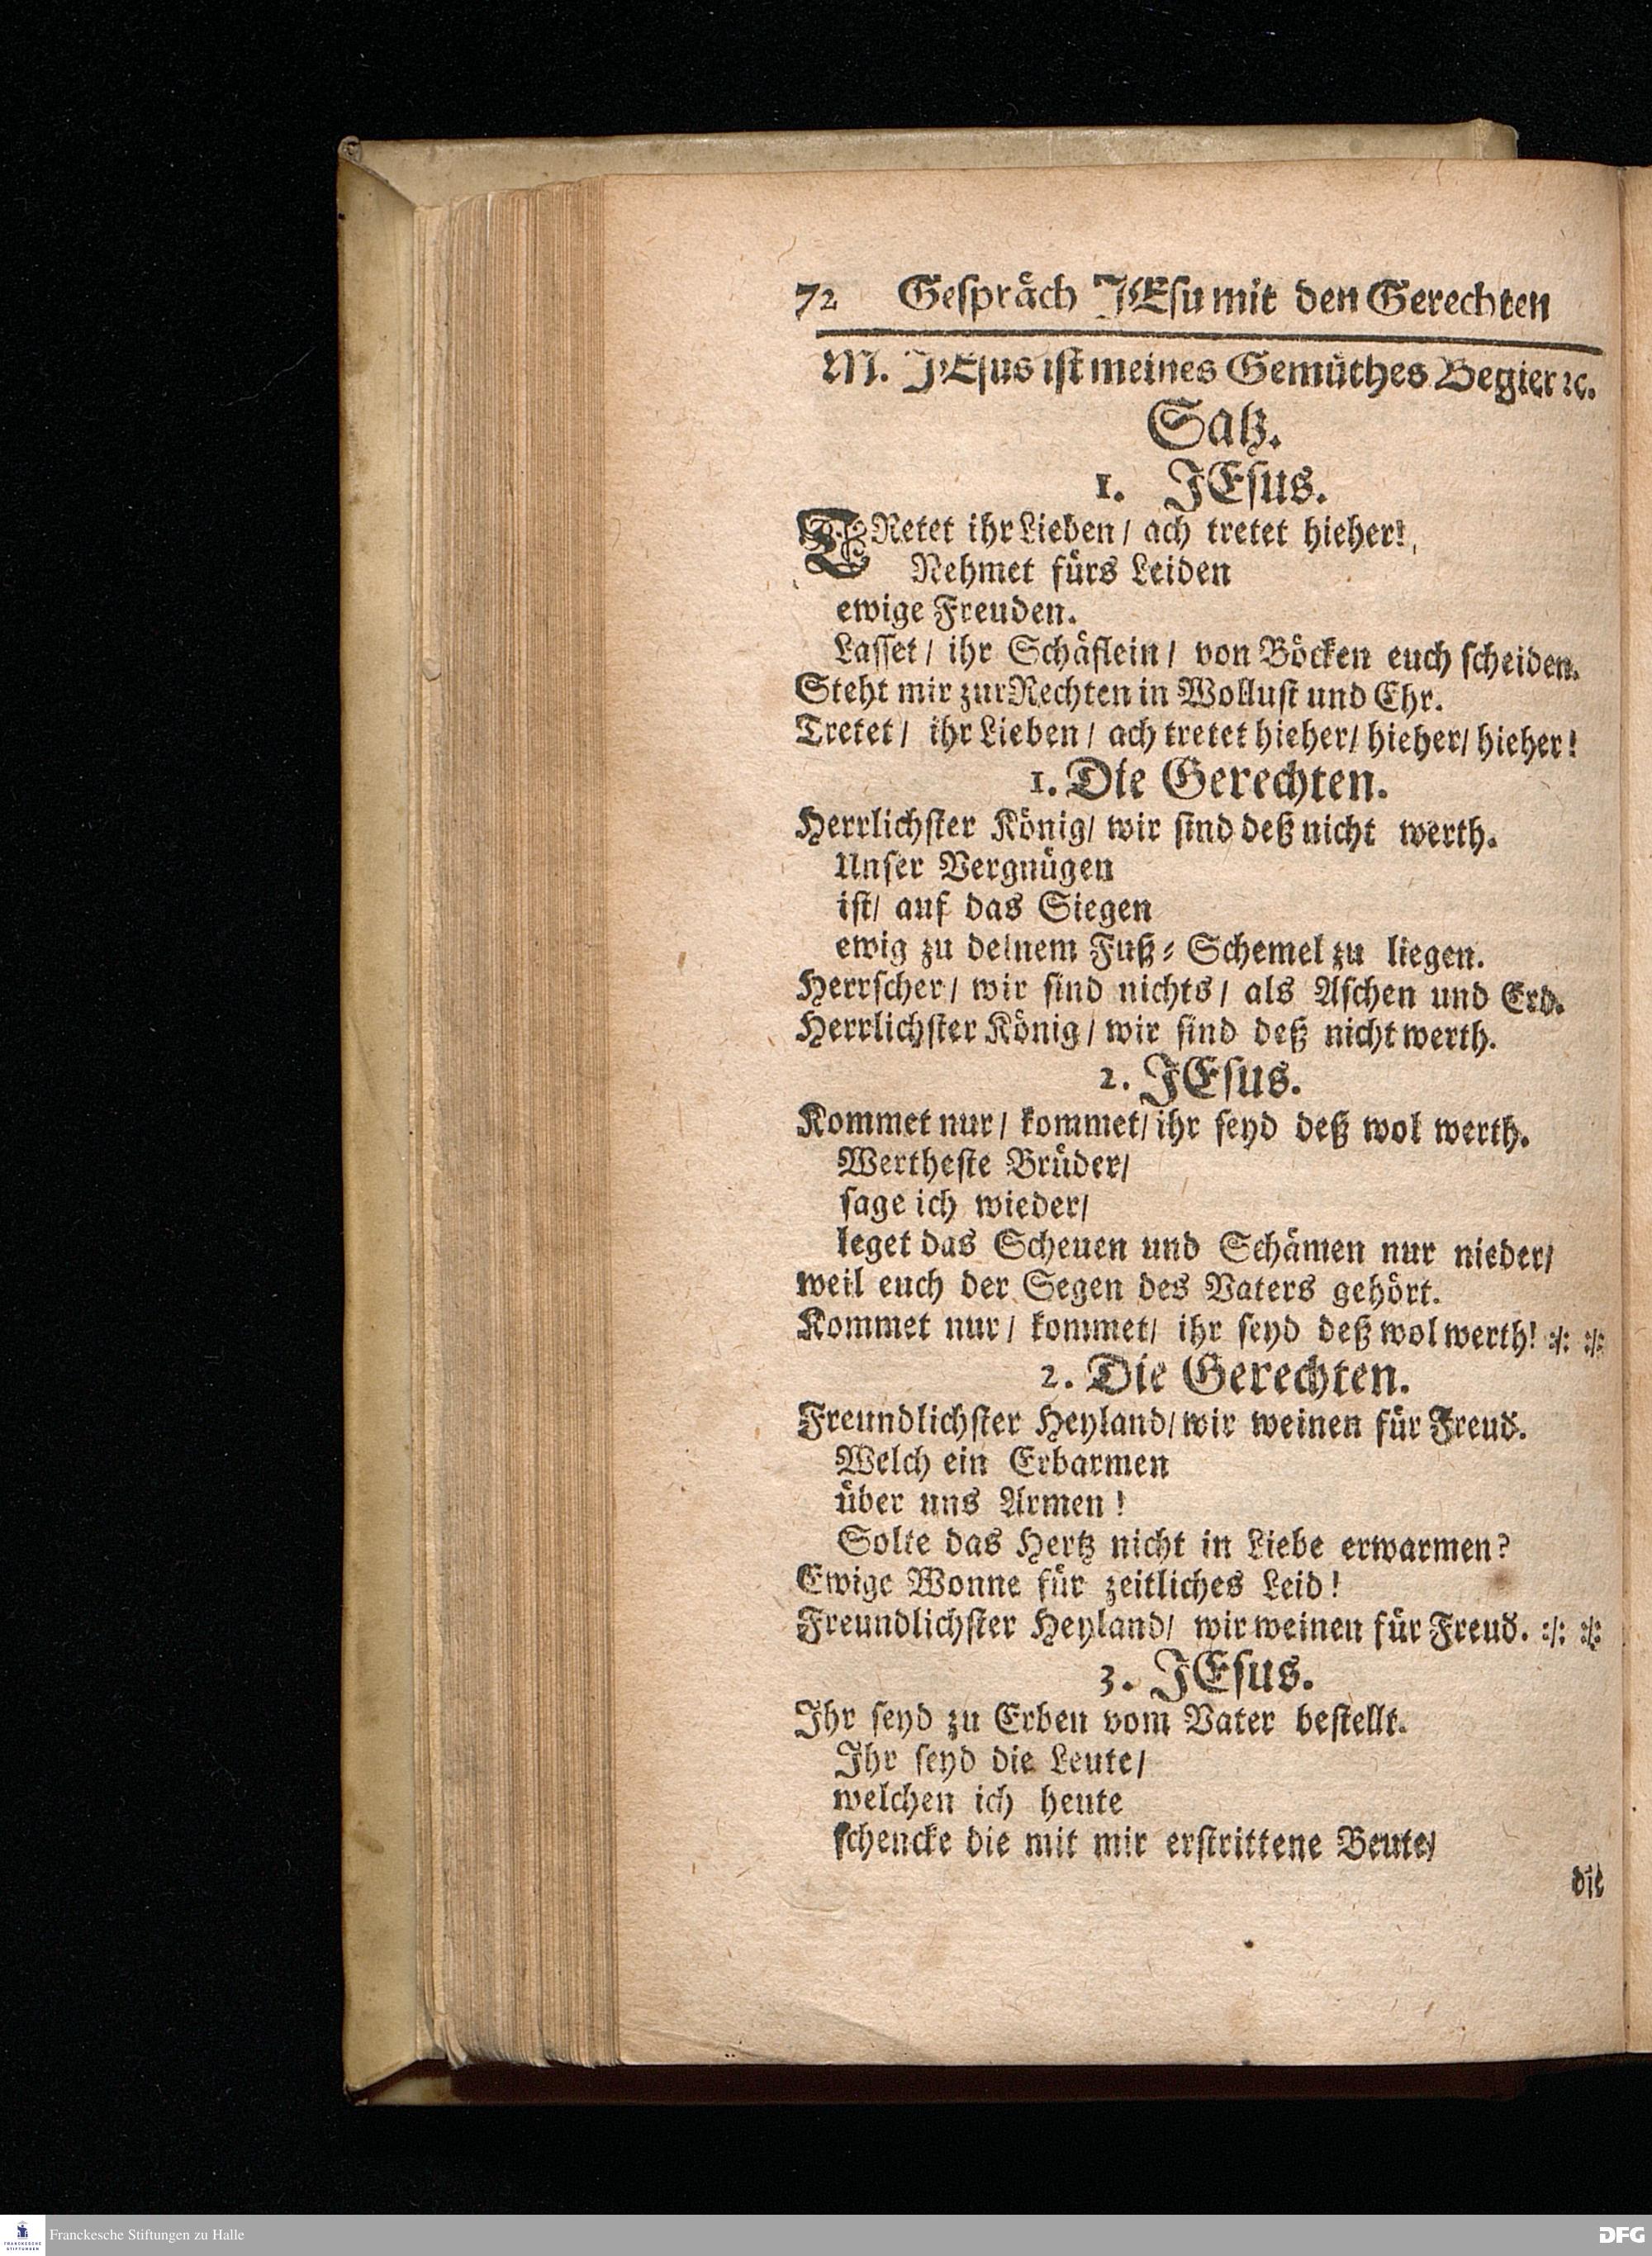 72 Gespräch JEsu mit den Gerechten
M. JEsus ist meines Gemüthes Begier ꝛc.
Satz.
1. JEsus.
TRetet ihr Lieben / ach tretet hieher!
Nehmet fürs Leiden
ewige Freuden.
Lasset / ihr Schäflein / von Böcken euch scheiden.
Steht mir zur Rechten in Wollust und Ehr.
Tretet / ihr Lieben / ach tretet hieher / hieher / hieher!
1. Die Gerechten.
Herrlichster König / wir sind deß nicht werth.
Unser Vergnügen
ist / auf das Siegen
ewig zu deinem Fuß-Schemel zu liegen.
Herrscher / wir sind nichts / als Aschen und Erd.
Herrlichster König / wir sind deß nicht werth.
2. JEsus.
Kommet nur / kommet / ihr seyd deß wol werth.
Wertheste Brüder /
sage ich wieder /
leget das Scheuen und Schämen nur nieder /
weil euch der Segen des Vaters gehört.
Kommet nur / kommet / ihr seyd deß wol werth! :/: :/:
2. Die Gerechten.
Freundlichster Heyland / wir weinen für Freud.
Welch ein Erbarmen
über uns Armen!
Solte das Hertz nicht in Liebe erwarmen?
Ewige Wonne für zeitliches Leid!
Freundlichster Heyland / wir weinen für Freud. :/: :/:
3. JEsus.
Ihr seyd zu Erben vom Vater bestellt.
Ihr seyd die Leute /
welchen ich heute
schencke die mit mir erstrittene Beute /
die
Franckesche Stiftungen zu Halle
FRANCKESCHE STIFTUNGEN
DFG